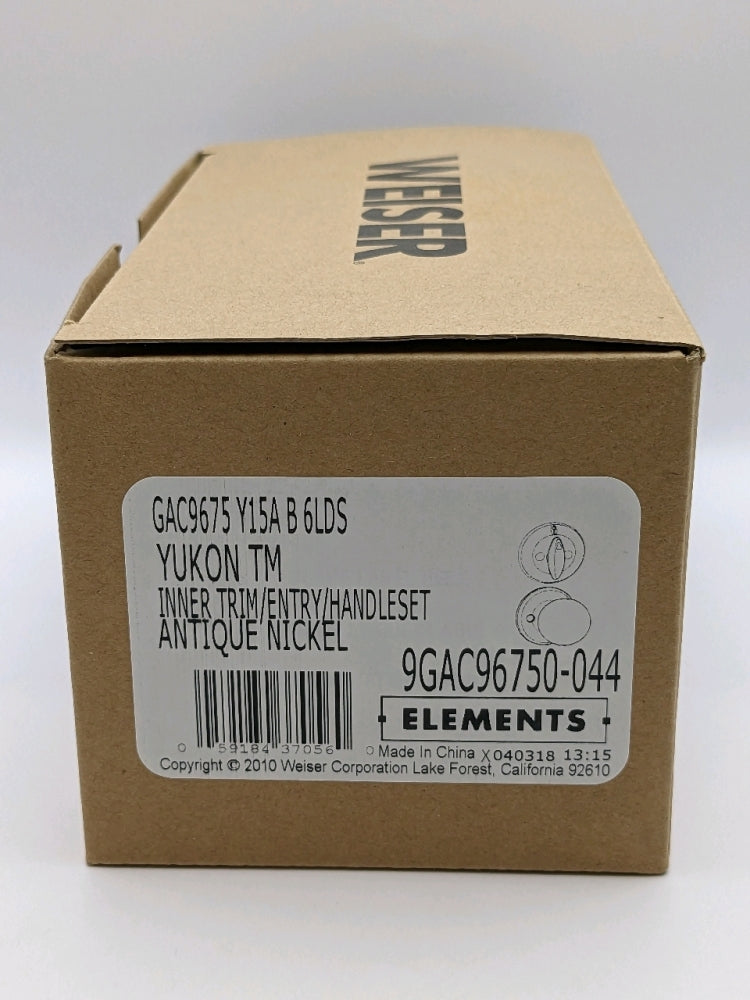 WEISER
GAC9675 Y15A B 6LDS
YUKON TM
INNER TRIM/ENTRY/HANDLESET
ANTIQUE NICKEL
9GAC96750-044
ELEMENTS
0 59184 37056 0
Made In China X040318 13:15
Copyright © 2010 Weiser Corporation Lake Forest, California 92610